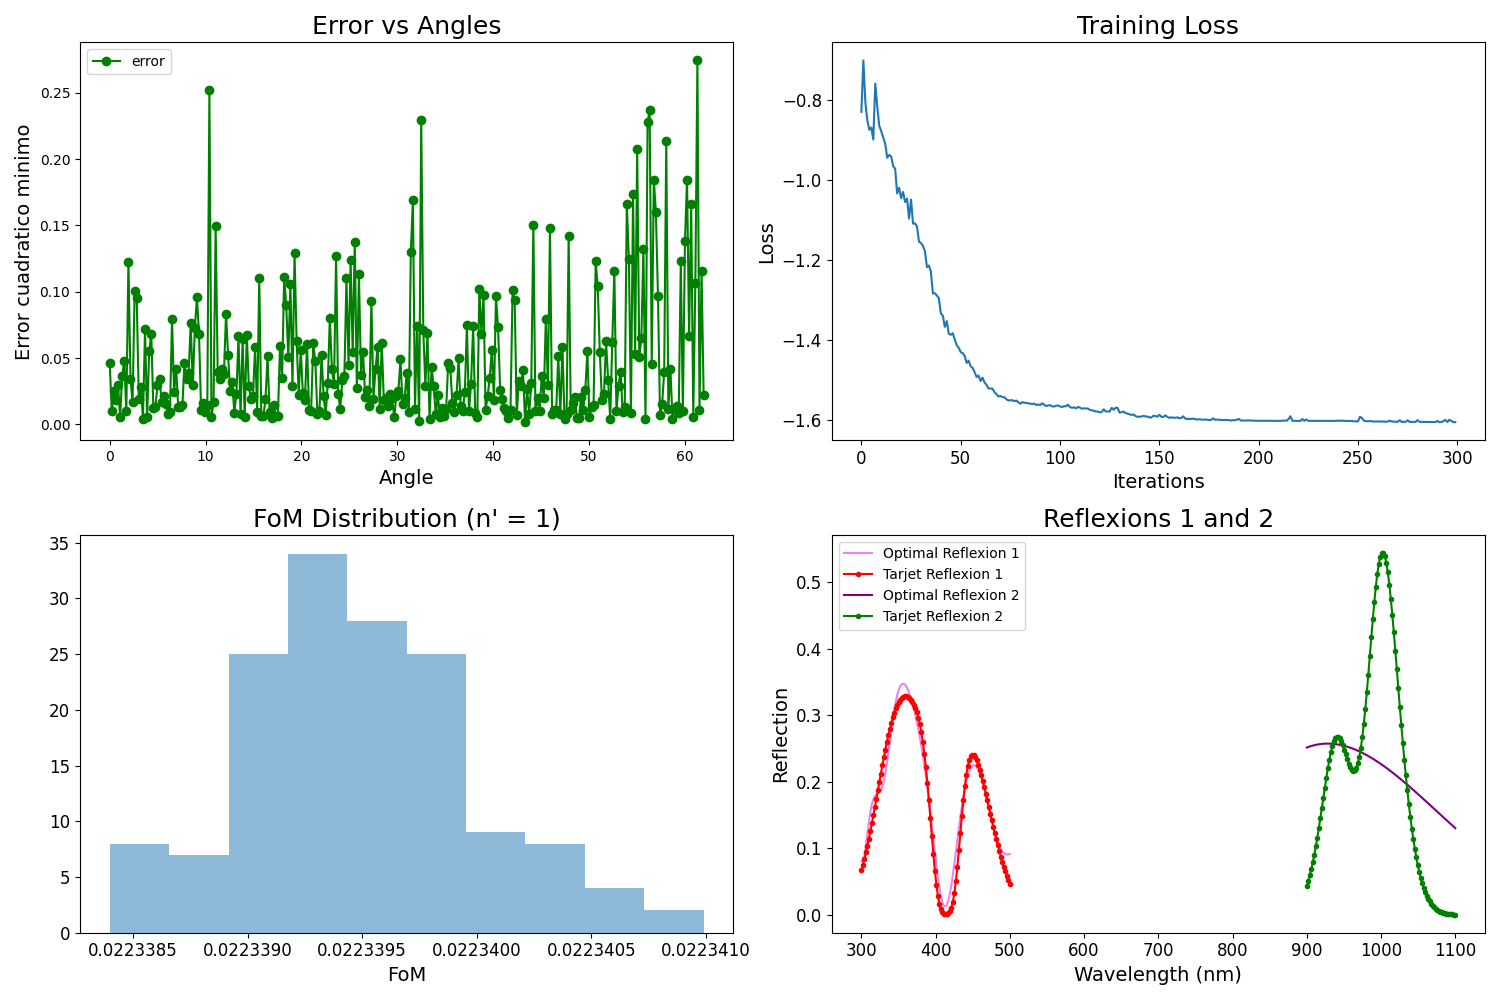 Error vs Angles
error
Error cuadratico minimo
0.25
0.20
0.15
0.10
0.05
0.00
0 10 20 30 40 50 60
Angle
Training Loss
Loss
−0.8
−1.0
−1.2
−1.4
−1.6
0 50 100 150 200 250 300
Iterations
FoM Distribution (n' = 1)
35
30
25
20
15
10
5
0
0.0223385 0.0223390 0.0223395 0.0223400 0.0223405 0.0223410
FoM
Reflexions 1 and 2
Optimal Reflexion 1
Tarjet Reflexion 1
Optimal Reflexion 2
Tarjet Reflexion 2
Reflection
0.5
0.4
0.3
0.2
0.1
0.0
300 400 500 600 700 800 900 1000 1100
Wavelength (nm)